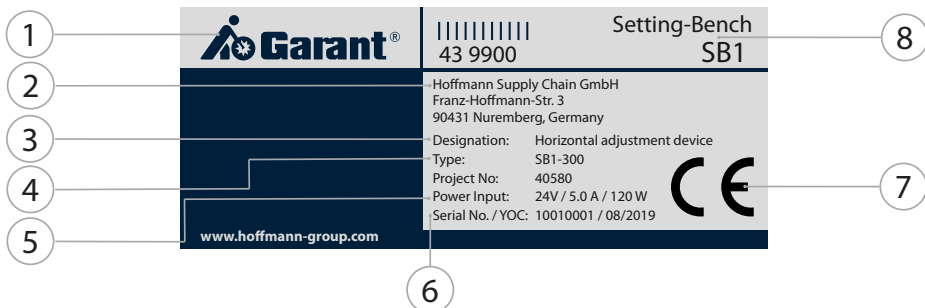 1
Garant®
43 9900
Setting-Bench
SB1
8
2
Hoffmann Supply Chain GmbH
Franz-Hoffmann-Str. 3
90431 Nuremberg, Germany
3
Designation: Horizontal adjustment device
4
Type: SB1-300
Project No: 40580
7
5
Power Input: 24V / 5.0 A / 120 W
Serial No. / YOC: 10010001 / 08/2019
CE
www.hoffmann-group.com
6